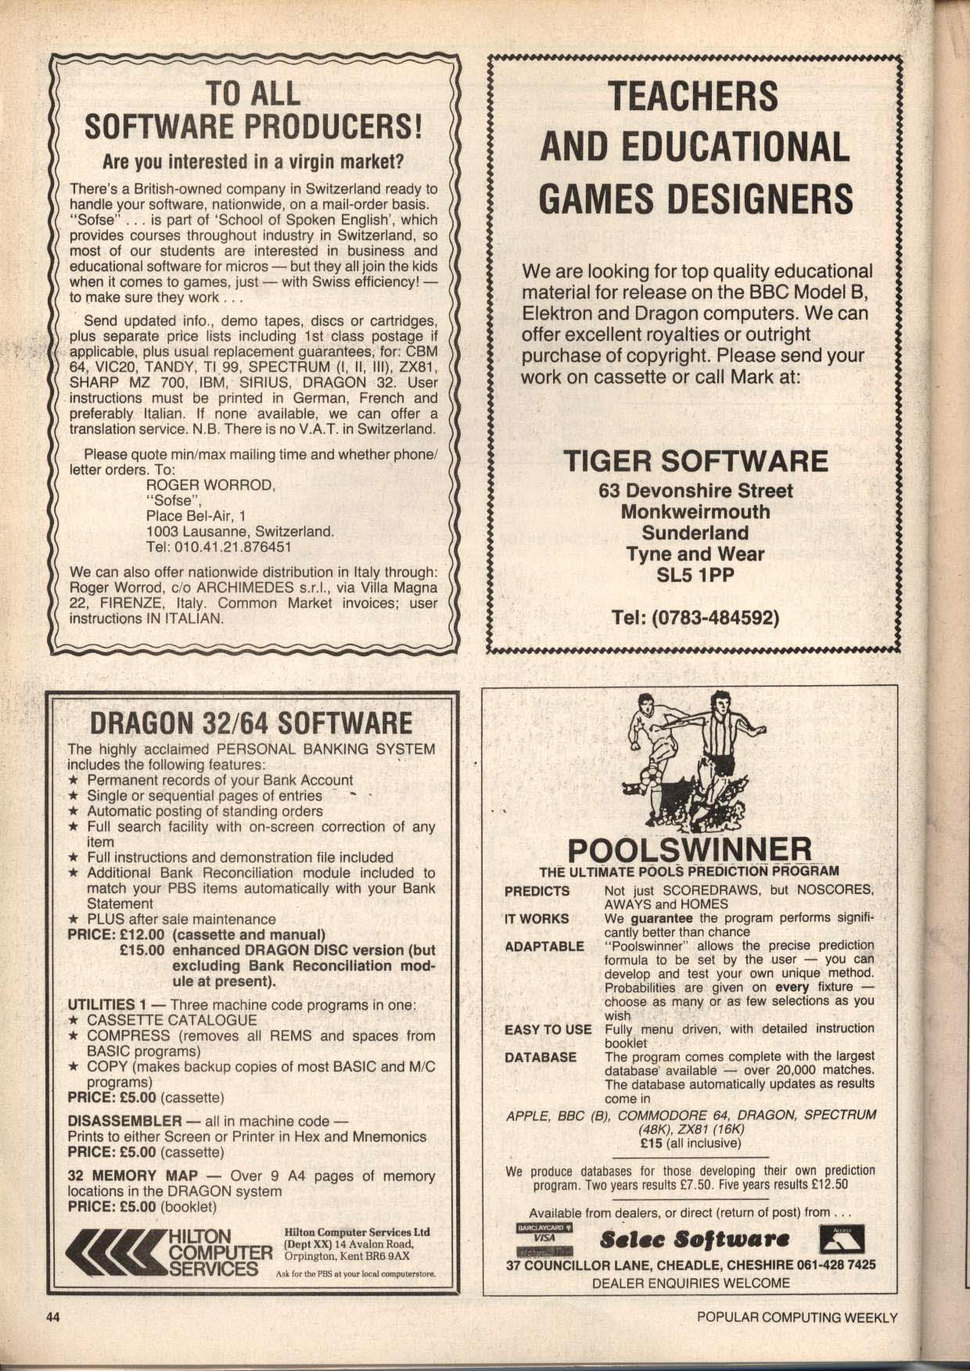 TO ALL
SOFTWARE PRODUCERS!
Are you interested in a virgin market?
There's a British-owned company in Switzerland ready to
handle your software, nationwide, on a mail-order basis.
"Sofse" . . . is part of 'School of Spoken English', which
provides courses throughout industry in Switzerland, so
most of our students are interested in business and
educational software for micros — but they all join the kids
when it comes to games, just — with Swiss efficiency! —
to make sure they work . . .
Send updated info., demo tapes, discs or cartridges,
plus separate price lists including 1st class postage if
applicable, plus usual replacement guarantees, for: CBM
64, VIC20, TANDY, TI 99, SPECTRUM (I, II, III), ZX81,
SHARP MZ 700, IBM, SIRIUS, DRAGON 32. User
instructions must be printed in German, French and
preferably Italian. If none available, we can offer a
translation service. N.B. There is no V.A.T. in Switzerland.
Please quote min/max mailing time and whether phone/
letter orders. To:
ROGER WORROD,
"Sofse",
Place Bel-Air, 1
1003 Lausanne, Switzerland.
Tel: 010.41.21.876451
We can also offer nationwide distribution in Italy through:
Roger Worrod, c/o ARCHIMEDES s.r.l., via Villa Magna
22, FIRENZE, Italy. Common Market invoices; user
instructions IN ITALIAN.
TEACHERS
AND EDUCATIONAL
GAMES DESIGNERS
We are looking for top quality educational
material for release on the BBC Model B,
Elektron and Dragon computers. We can
offer excellent royalties or outright
purchase of copyright. Please send your
work on cassette or call Mark at:
TIGER SOFTWARE
63 Devonshire Street
Monkweirmouth
Sunderland
Tyne and Wear
SL5 1PP
Tel: (0783-484592)
DRAGON 32/64 SOFTWARE
The highly acclaimed PERSONAL BANKING SYSTEM
includes the following features:
★ Permanent records of your Bank Account
★ Single or sequential pages of entries
★ Automatic posting of standing orders
★ Full search facility with on-screen correction of any
item
★ Full instructions and demonstration file included
★ Additional Bank Reconciliation module included to
match your PBS items automatically with your Bank
Statement
★ PLUS after sale maintenance
PRICE: £12.00 (cassette and manual)
£15.00 enhanced DRAGON DISC version (but
excluding Bank Reconciliation mod-
ule at present).
UTILITIES 1 — Three machine code programs in one:
★ CASSETTE CATALOGUE
★ COMPRESS (removes all REMS and spaces from
BASIC programs)
★ COPY (makes backup copies of most BASIC and M/C
programs)
PRICE: £5.00 (cassette)
DISASSEMBLER — all in machine code —
Prints to either Screen or Printer in Hex and Mnemonics
PRICE: £5.00 (cassette)
32 MEMORY MAP — Over 9 A4 pages of memory
locations in the DRAGON system
PRICE: £5.00 (booklet)
HILTON
COMPUTER
SERVICES
Hilton Computer Services Ltd
(Dept XX) 14 Avalon Road,
Orpington, Kent BR6 9AX
Ask for the PBS at your local computerstore.
POOLSWINNER
THE ULTIMATE POOLS PREDICTION PROGRAM
PREDICTS Not just SCOREDRAWS, but NOSCORES,
AWAYS and HOMES
IT WORKS We guarantee the program performs signifi-
cantly better than chance
ADAPTABLE "Poolswinner" allows the precise prediction
formula to be set by the user — you can
develop and test your own unique method.
Probabilities are given on every fixture —
choose as many or as few selections as you
wish
EASY TO USE Fully menu driven, with detailed instruction
booklet
DATABASE The program comes complete with the largest
database available — over 20,000 matches.
The database automatically updates as results
come in
APPLE, BBC (B), COMMODORE 64, DRAGON, SPECTRUM
(48K), ZX81 (16K)
£15 (all inclusive)
We produce databases for those developing their own prediction
program. Two years results £7.50. Five years results £12.50
Available from dealers, or direct (return of post) from . . .
BARCLAYCARD
VISA
Selec Software
Access
37 COUNCILLOR LANE, CHEADLE, CHESHIRE 061-428 7425
DEALER ENQUIRIES WELCOME
44
POPULAR COMPUTING WEEKLY